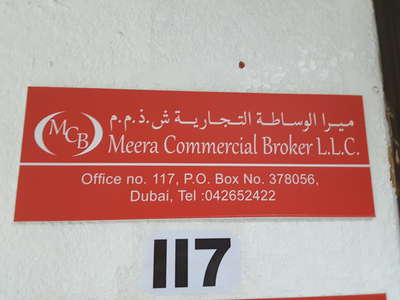 MCB
ميرا الوساطة التجارية ش.ذ.م.م
Meera Commercial Broker L.L.C.
Office no. 117, P.O. Box No. 378056,
Dubai, Tel :042652422
117